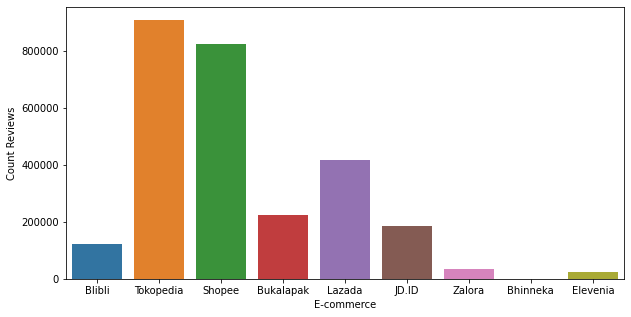 Count Reviews
800000
600000
400000
200000
0
Blibli Tokopedia Shopee Bukalapak Lazada JD.ID Zalora Bhinneka Elevenia
E-commerce